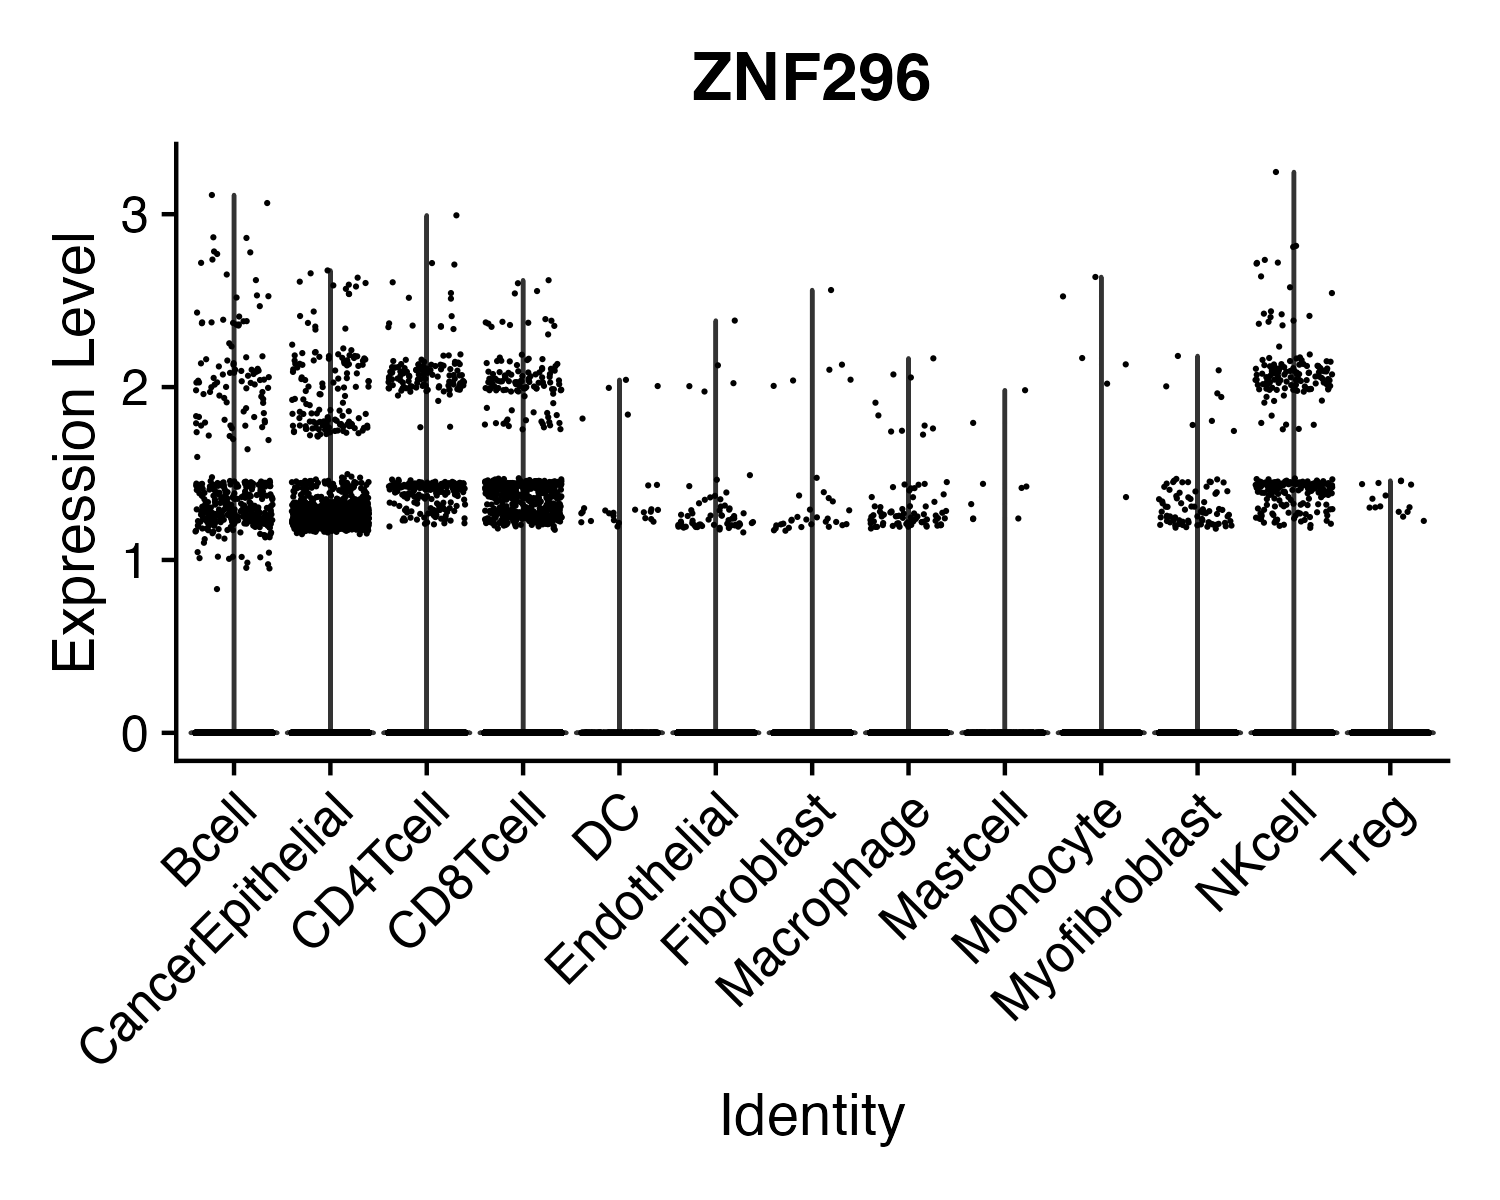 ZNF296
Expression Level
3
2
1
0
Bcell
CancerEpithelial
CD4Tcell
CD8Tcell
DC
Endothelial
Fibroblast
Macrophage
Mastcell
Monocyte
Myofibroblast
NKcell
Treg
Identity